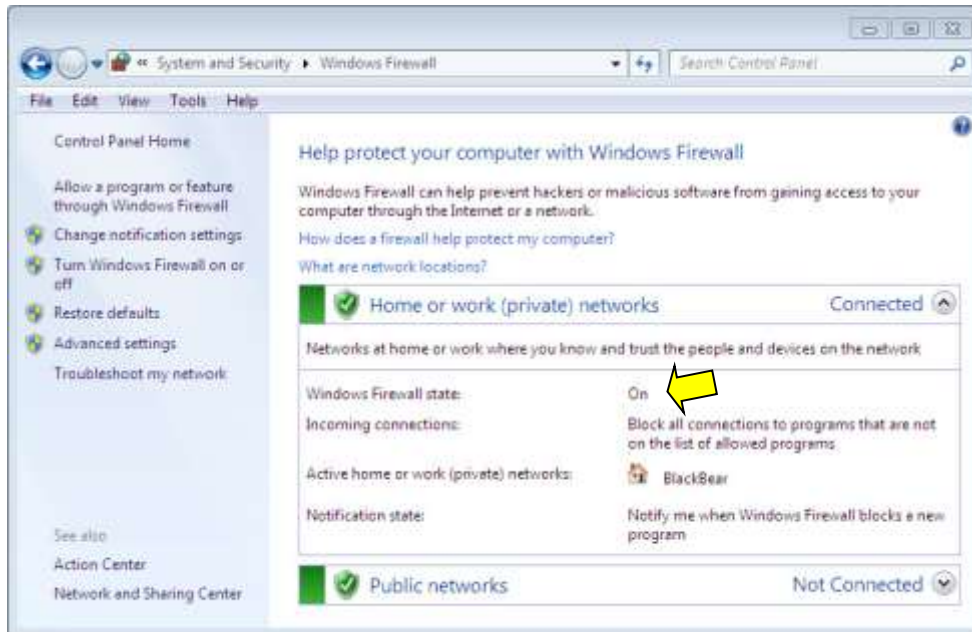 « System and Security ▸ Windows Firewall
Search Control Panel
File Edit View Tools Help
Control Panel Home
Allow a program or feature
through Windows Firewall
Change notification settings
Turn Windows Firewall on or
off
Restore defaults
Advanced settings
Troubleshoot my network
See also
Action Center
Network and Sharing Center
Help protect your computer with Windows Firewall
Windows Firewall can help prevent hackers or malicious software from gaining access to your
computer through the Internet or a network.
How does a firewall help protect my computer?
What are network locations?
Home or work (private) networks Connected
Networks at home or work where you know and trust the people and devices on the network
Windows Firewall state: On
Incoming connections: Block all connections to programs that are not
on the list of allowed programs
Active home or work (private) networks: BlackBear
Notification state: Notify me when Windows Firewall blocks a new
program
Public networks Not Connected